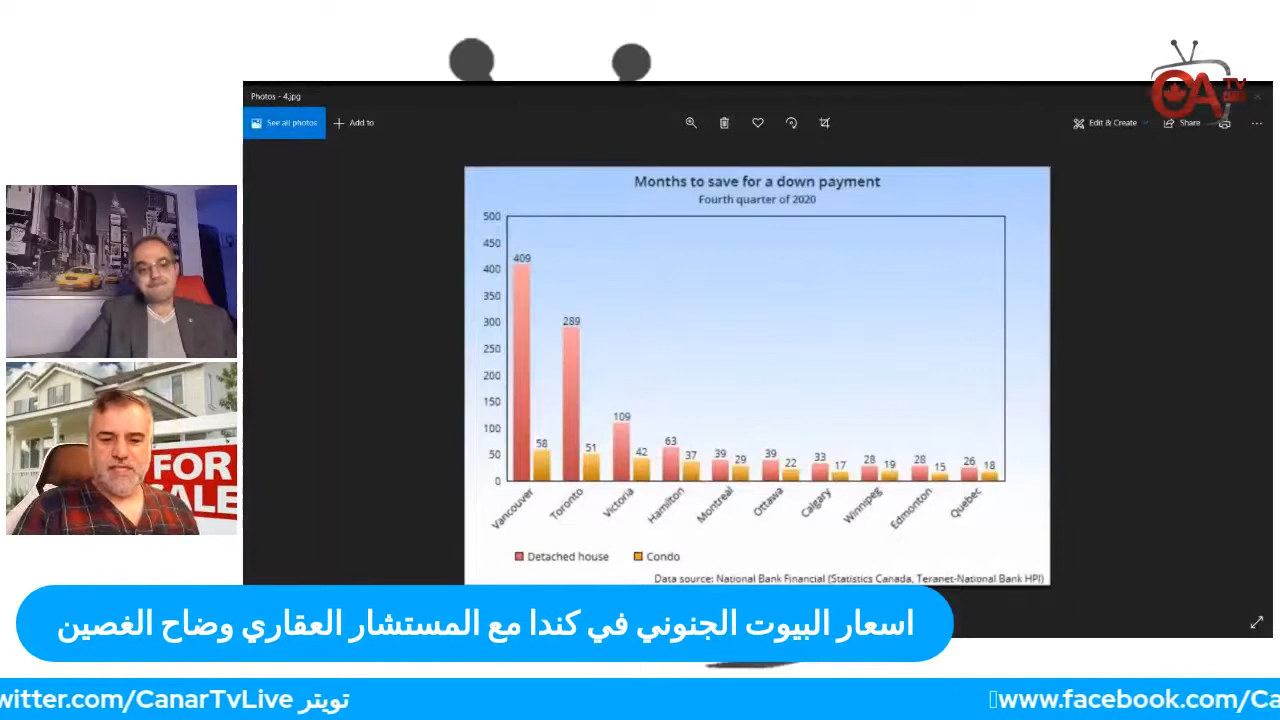 TV
Photos - 4.jpg
See all photos
Add to
Edit & Create
Share
Months to save for a down payment
Fourth quarter of 2020
500
450
400
350
300
250
200
150
100
50
0
409
58
289
51
109
42
63
37
39
29
39
22
33
17
28
19
28
15
26
18
Vancouver
Toronto
Victoria
Hamilton
Montreal
Ottawa
Calgary
Winnipeg
Edmonton
Quebec
Detached house
Condo
Data source: National Bank Financial (Statistics Canada, Teranet-National Bank HPI)
FOR
SALE
اسعار البيوت الجنوني في كندا مع المستشار العقاري وضاح الغصين
witter.com/CanarTvLive تويتر
www.facebook.com/Ca